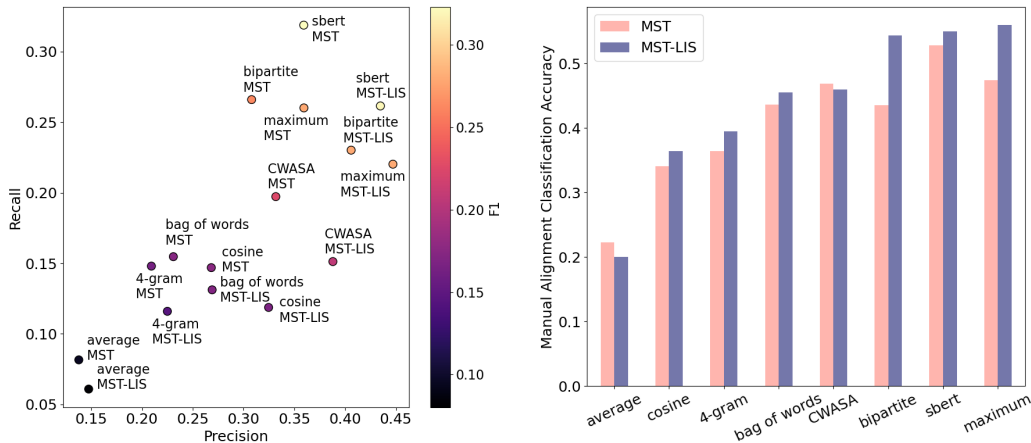 Recall
0.30
0.25
0.20
0.15
0.10
0.05
sbert
MST
bipartite
MST
sbert
MST-LIS
maximum
MST
bipartite
MST-LIS
maximum
MST-LIS
CWASA
MST
bag of words
MST
CWASA
MST-LIS
cosine
MST
4-gram
MST
bag of words
MST-LIS
cosine
MST-LIS
4-gram
MST-LIS
average
MST
average
MST-LIS
0.15 0.20 0.25 0.30 0.35 0.40 0.45
Precision
0.30
0.25
0.20
0.15
0.10
F1
Manual Alignment Classification Accuracy
0.5
0.4
0.3
0.2
0.1
0.0
MST
MST-LIS
average cosine 4-gram bag of words CWASA bipartite sbert maximum